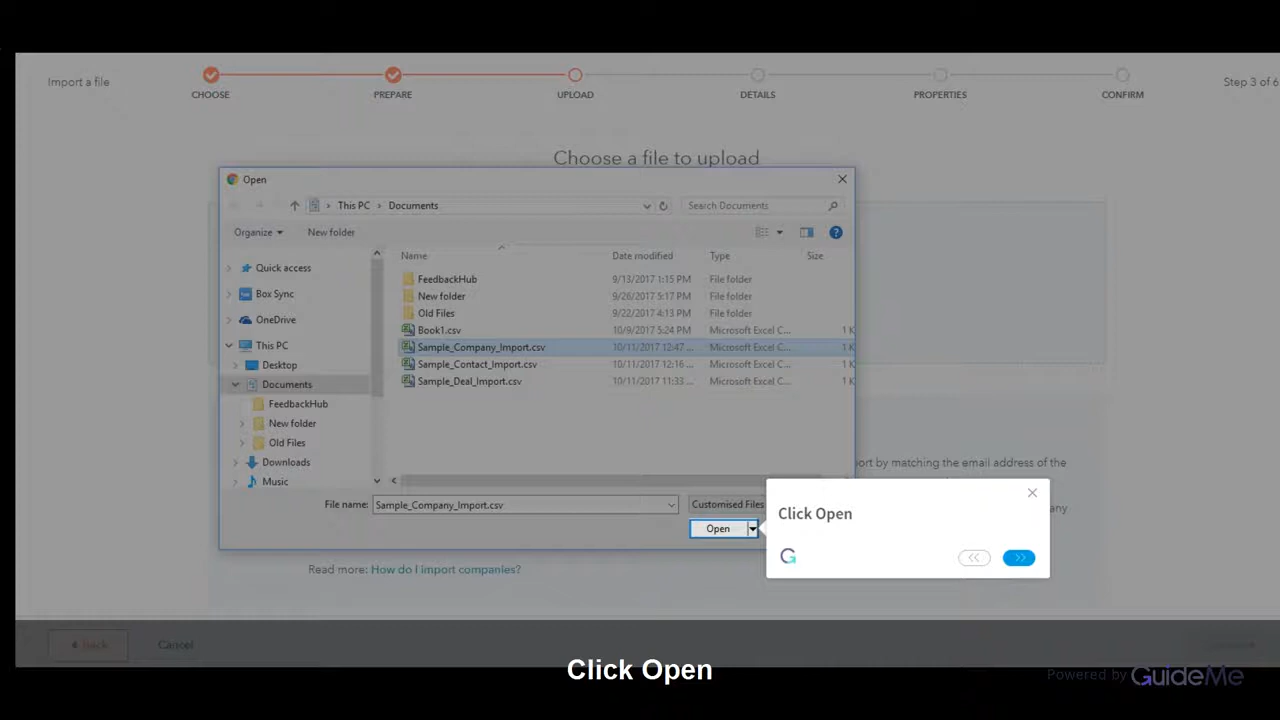 Import a file
CHOOSE
PREPARE
UPLOAD
DETAILS
PROPERTIES
CONFIRM
Step 3 of 6
Choose a file to upload
Open
This PC > Documents
Search Documents
Organize
New folder
Name Date modified Type Size
Quick access
Box Sync
OneDrive
This PC
Desktop
Documents
FeedbackHub
New folder
Old Files
Downloads
Music
FeedbackHub 9/13/2017 1:15 PM File folder
New folder 9/26/2017 5:17 PM File folder
Old Files 9/22/2017 4:13 PM File folder
Book1.csv 10/9/2017 5:24 PM Microsoft Excel C... 1 K
Sample_Company_Import.csv 10/11/2017 12:47 ... Microsoft Excel C... 1 K
Sample_Contact_Import.csv 10/11/2017 12:16 ... Microsoft Excel C... 1 K
Sample_Deal_Import.csv 10/11/2017 11:33 ... Microsoft Excel C... 1 K
File name: Sample_Company_Import.csv
Customised Files
Open
ort by matching the email address of the
any
Click Open
Read more: How do I import companies?
Back
Cancel
Click Open
Powered by GuideMe